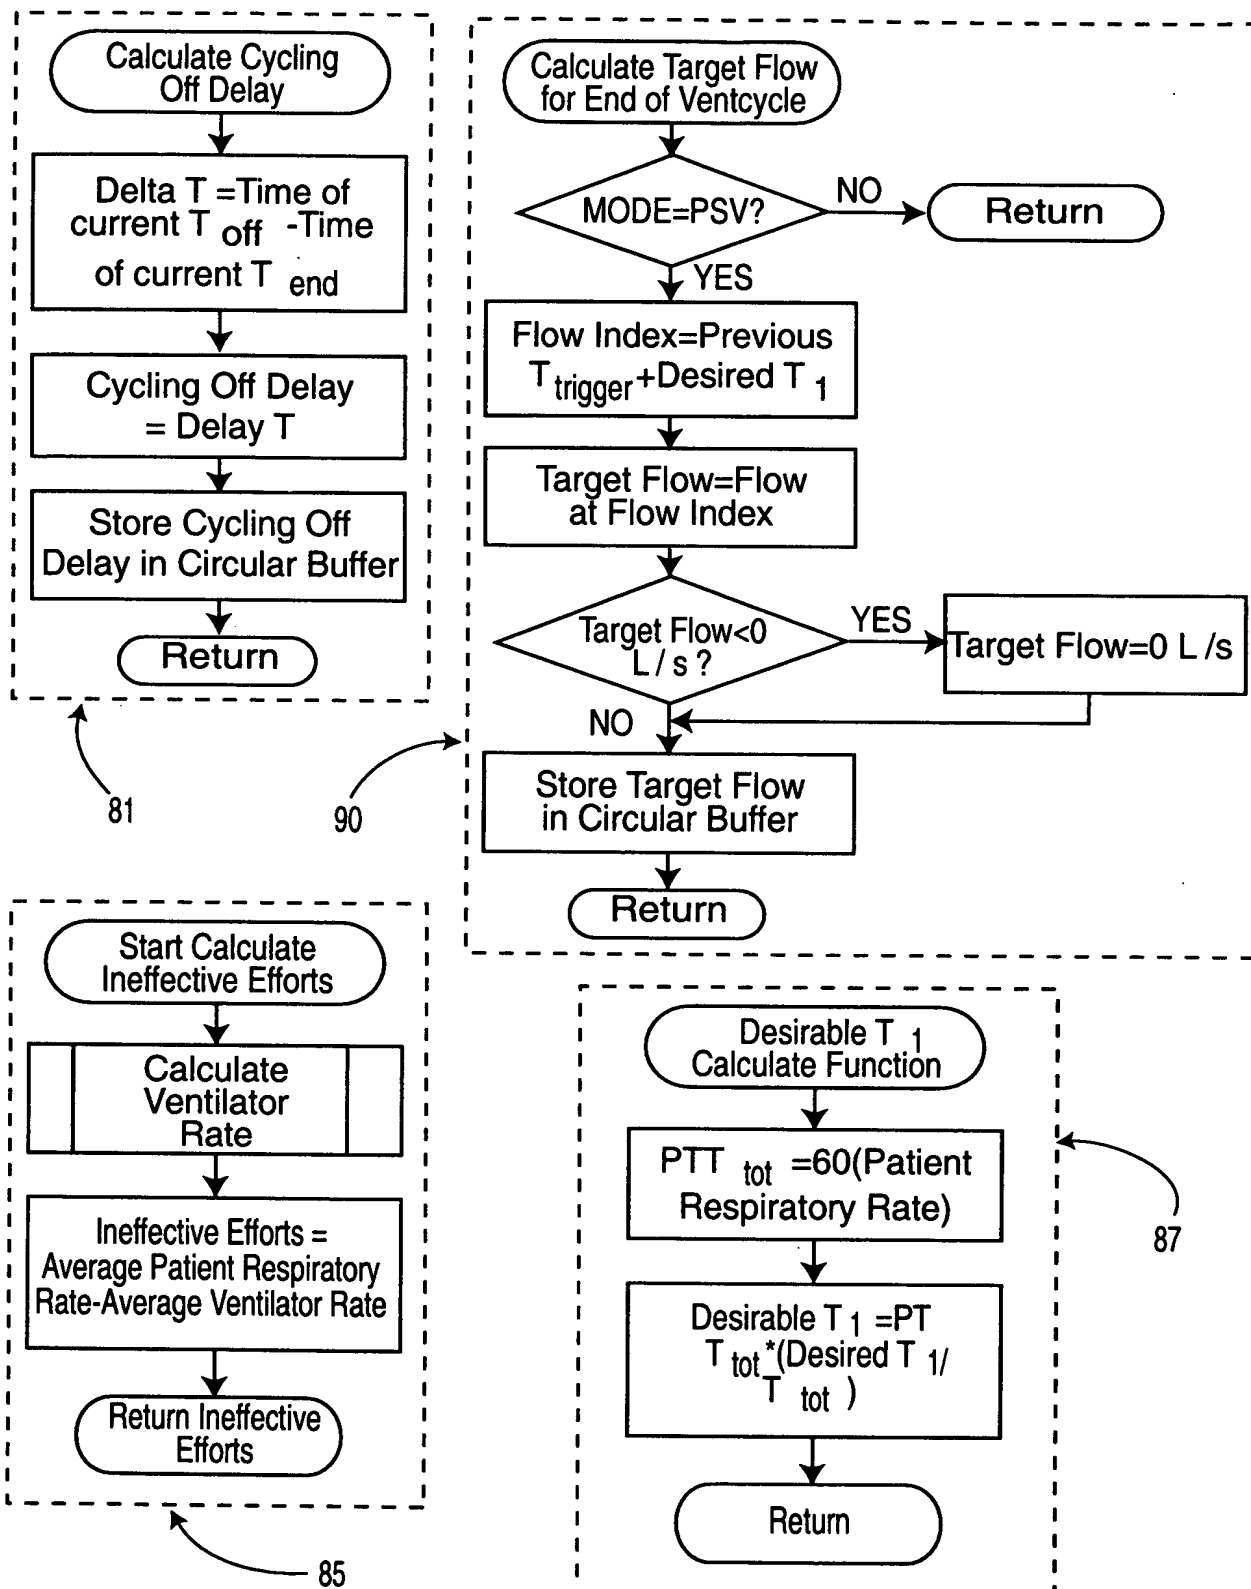 Calculate Cycling
Off Delay
Delta T =Time of
current T off -Time
of current T end
Cycling Off Delay
= Delay T
Store Cycling Off
Delay in Circular Buffer
Return
81
Calculate Target Flow
for End of Ventcycle
MODE=PSV?
NO
Return
YES
Flow Index=Previous
T trigger+Desired T 1
Target Flow=Flow
at Flow Index
Target Flow<0
L / s ?
YES
Target Flow=0 L /s
NO
Store Target Flow
in Circular Buffer
Return
90
Start Calculate
Ineffective Efforts
Calculate
Ventilator
Rate
Ineffective Efforts =
Average Patient Respiratory
Rate-Average Ventilator Rate
Return Ineffective
Efforts
85
Desirable T 1
Calculate Function
PTT tot =60(Patient
Respiratory Rate)
Desirable T 1 =PT
T tot*(Desired T 1/
T tot )
Return
87